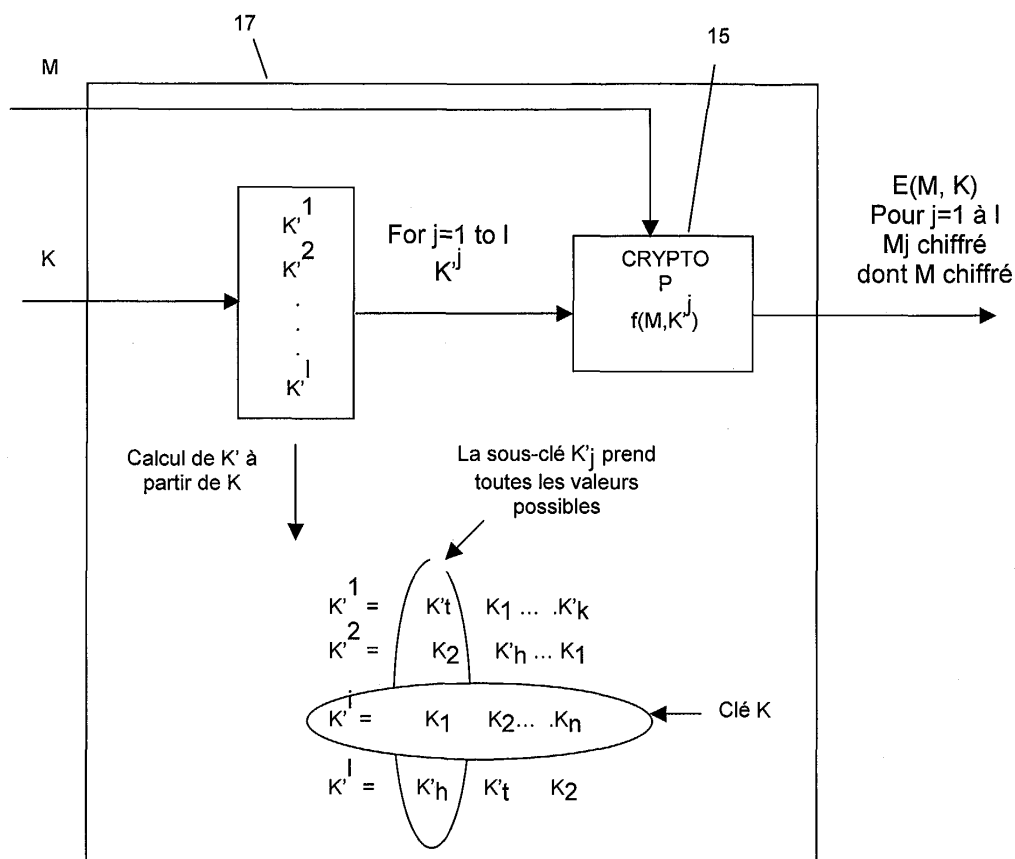 17
15
M
K
K'1
K'2
.
.
.
K'l
For j=1 to l
K'j
CRYPTO
P
f(M,K'j)
E(M, K)
Pour j=1 à l
Mj chiffré
dont M chiffré
Calcul de K' à
partir de K
La sous-clé K'j prend
toutes les valeurs
possibles
K'1 = K't K1 ... .K'k
K'2 = K2 K'h ... K1
K'i = K1 K2... .Kn
Clé K
K'l = K'h K't K2